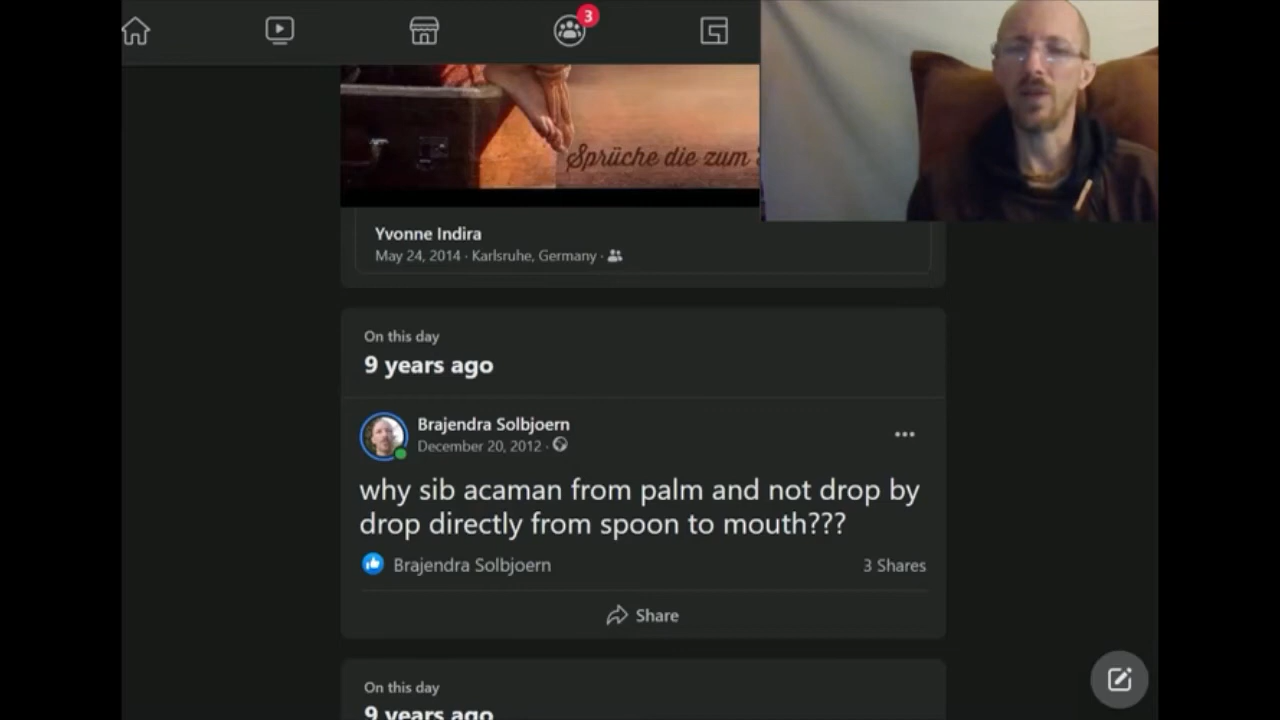 3
Sprüche die zum
Yvonne Indira
May 24, 2014 · Karlsruhe, Germany ·
On this day
9 years ago
Brajendra Solbjoern
December 20, 2012 ·
why sib acaman from palm and not drop by
drop directly from spoon to mouth???
Brajendra Solbjoern 3 Shares
Share
On this day
9 years ago